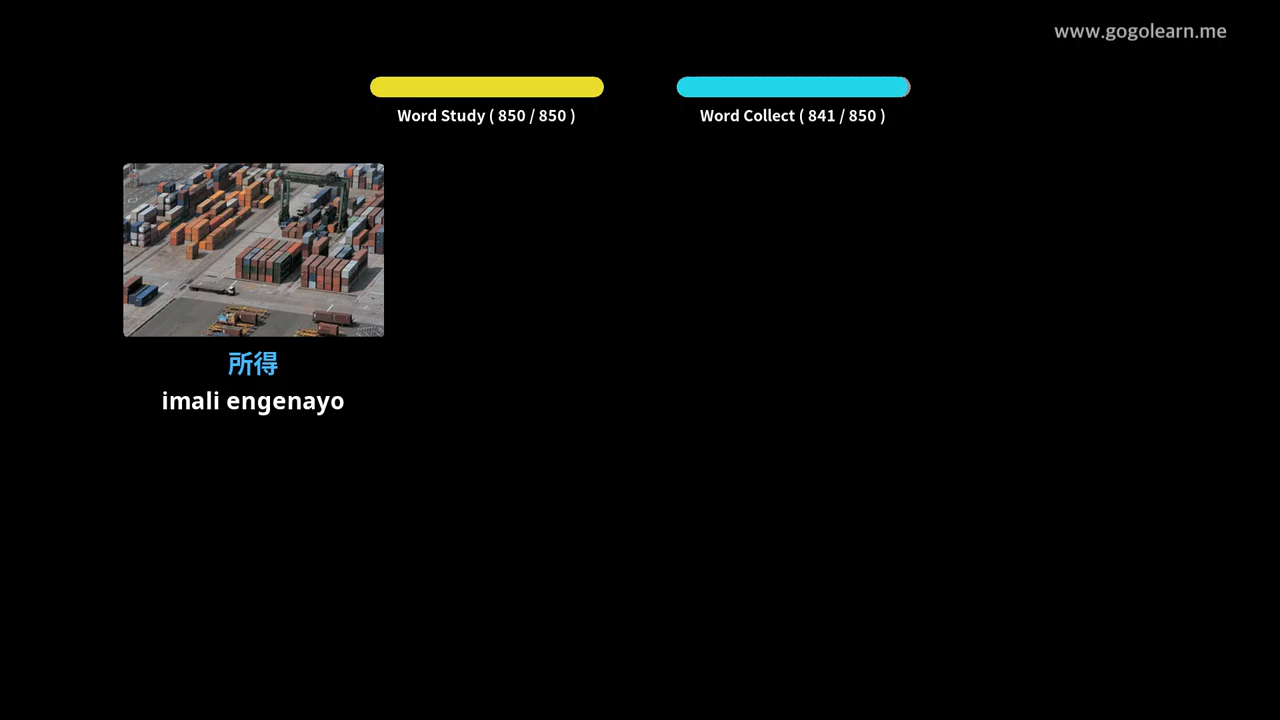 www.gogolearn.me
Word Study ( 850 / 850 )
Word Collect ( 841 / 850 )
所得
imali engenayo